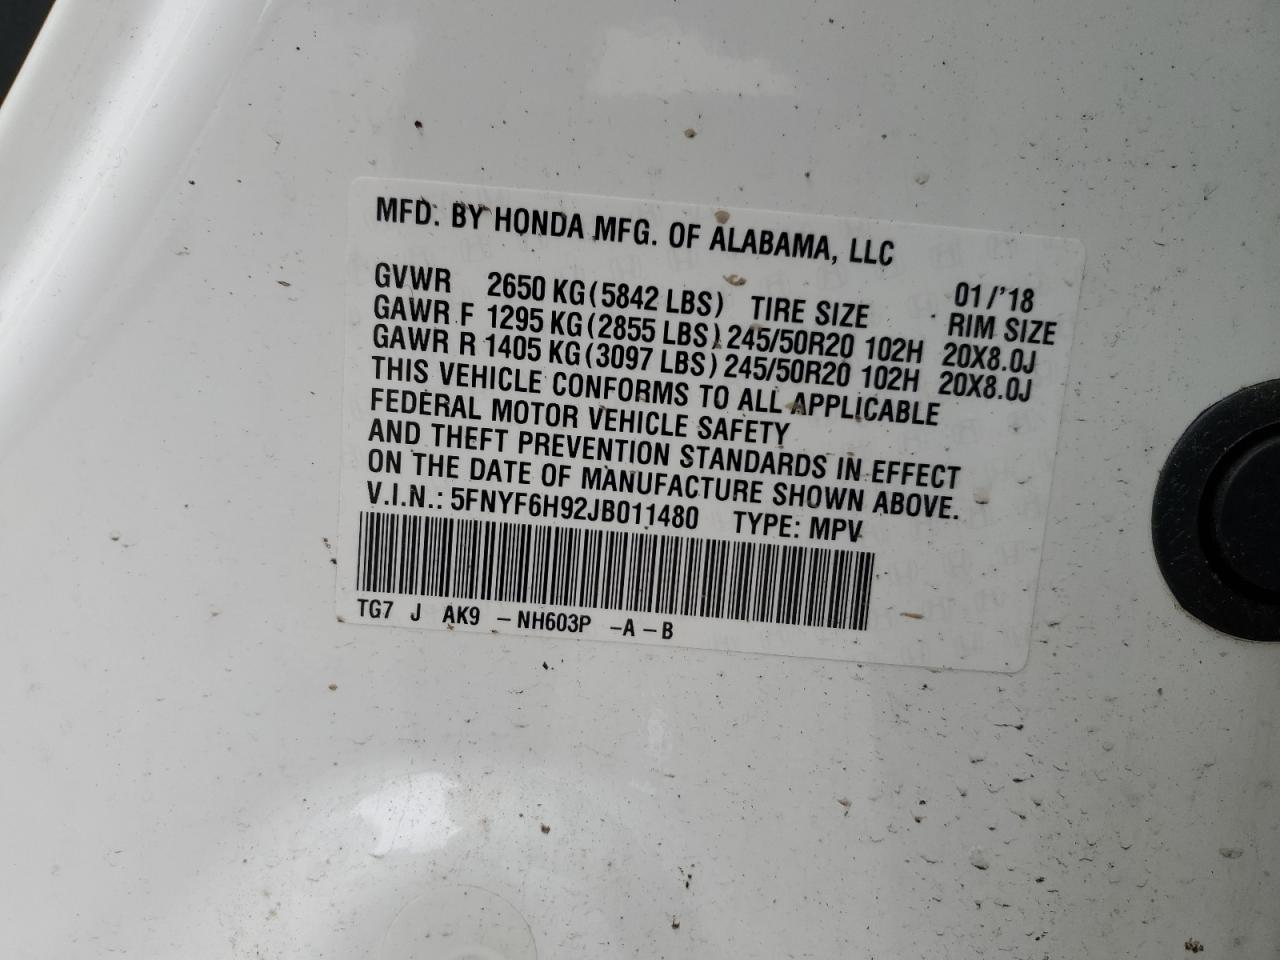 MFD. BY HONDA MFG. OF ALABAMA, LLC
01/'18
GVWR 2650 KG (5842 LBS) TIRE SIZE RIM SIZE
GAWR F 1295 KG (2855 LBS) 245/50R20 102H 20X8.0J
GAWR R 1405 KG (3097 LBS) 245/50R20 102H 20X8.0J
THIS VEHICLE CONFORMS TO ALL APPLICABLE
FEDERAL MOTOR VEHICLE SAFETY
AND THEFT PREVENTION STANDARDS IN EFFECT
ON THE DATE OF MANUFACTURE SHOWN ABOVE.
V.I.N.: 5FNYF6H92JB011480 TYPE: MPV
TG7 J AK9 -NH603P -A-B